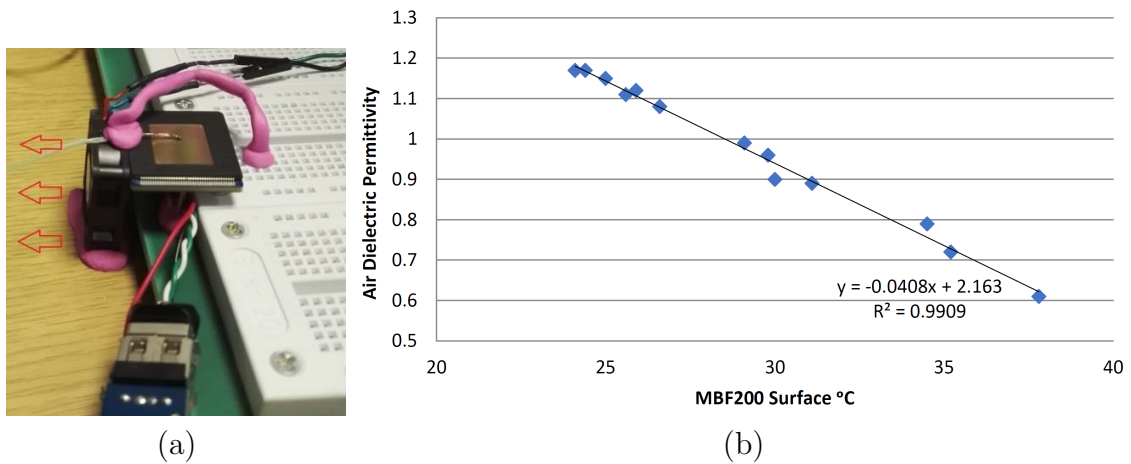 1.3
1.2
1.1
1
0.9
0.8
0.7
0.6
0.5
Air Dielectric Permittivity
y = -0.0408x + 2.163
R² = 0.9909
20 25 30 35 40
MBF200 Surface ºC
(a) (b)